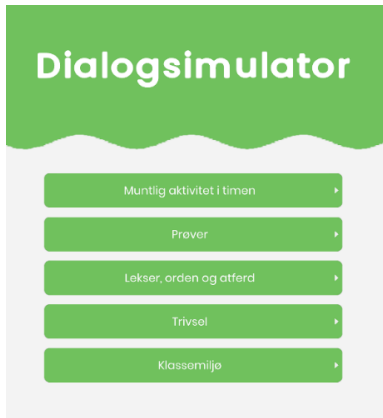 Dialogsimulator
Muntlig aktivitet i timen
Prøver
Lekser, orden og atferd
Trivsel
Klassemiljø